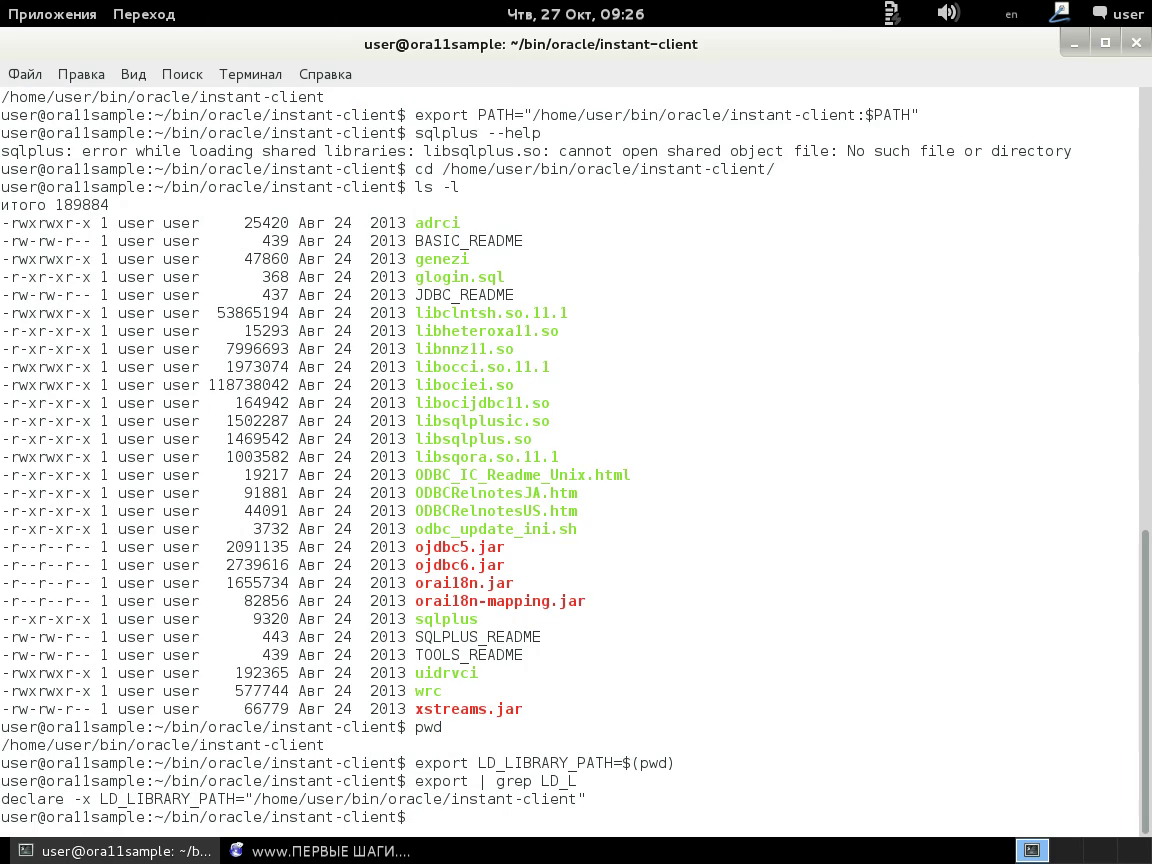 Приложения Переход Чтв, 27 Окт, 09:26 en user
user@ora11sample: ~/bin/oracle/instant-client
Файл Правка Вид Поиск Терминал Справка
/home/user/bin/oracle/instant-client
user@ora11sample:~/bin/oracle/instant-client$ export PATH="/home/user/bin/oracle/instant-client:$PATH"
user@ora11sample:~/bin/oracle/instant-client$ sqlplus --help
sqlplus: error while loading shared libraries: libsqlplus.so: cannot open shared object file: No such file or directory
user@ora11sample:~/bin/oracle/instant-client$ cd /home/user/bin/oracle/instant-client/
user@ora11sample:~/bin/oracle/instant-client$ ls -l
итого 189884
-rwxrwxr-x 1 user user     25420 Авг 24  2013 adrci
-rw-rw-r-- 1 user user       439 Авг 24  2013 BASIC_README
-rwxrwxr-x 1 user user     47860 Авг 24  2013 genezi
-r-xr-xr-x 1 user user       368 Авг 24  2013 glogin.sql
-rw-rw-r-- 1 user user       437 Авг 24  2013 JDBC_README
-rwxrwxr-x 1 user user  53865194 Авг 24  2013 libclntsh.so.11.1
-r-xr-xr-x 1 user user     15293 Авг 24  2013 libheteroxa11.so
-r-xr-xr-x 1 user user   7996693 Авг 24  2013 libnnz11.so
-rwxrwxr-x 1 user user   1973074 Авг 24  2013 libocci.so.11.1
-rwxrwxr-x 1 user user 118738042 Авг 24  2013 libociei.so
-r-xr-xr-x 1 user user    164942 Авг 24  2013 libocijdbc11.so
-r-xr-xr-x 1 user user   1502287 Авг 24  2013 libsqlplusic.so
-r-xr-xr-x 1 user user   1469542 Авг 24  2013 libsqlplus.so
-rwxrwxr-x 1 user user   1003582 Авг 24  2013 libsqora.so.11.1
-r-xr-xr-x 1 user user     19217 Авг 24  2013 ODBC_IC_Readme_Unix.html
-r-xr-xr-x 1 user user     91881 Авг 24  2013 ODBCRelnotesJA.htm
-r-xr-xr-x 1 user user     44091 Авг 24  2013 ODBCRelnotesUS.htm
-r-xr-xr-x 1 user user      3732 Авг 24  2013 odbc_update_ini.sh
-r--r--r-- 1 user user   2091135 Авг 24  2013 ojdbc5.jar
-r--r--r-- 1 user user   2739616 Авг 24  2013 ojdbc6.jar
-r--r--r-- 1 user user   1655734 Авг 24  2013 orai18n.jar
-r--r--r-- 1 user user     82856 Авг 24  2013 orai18n-mapping.jar
-r-xr-xr-x 1 user user      9320 Авг 24  2013 sqlplus
-rw-rw-r-- 1 user user       443 Авг 24  2013 SQLPLUS_README
-rw-rw-r-- 1 user user       439 Авг 24  2013 TOOLS_README
-rwxrwxr-x 1 user user    192365 Авг 24  2013 uidrvci
-rwxrwxr-x 1 user user    577744 Авг 24  2013 wrc
-r--r--r-- 1 user user     66779 Авг 24  2013 xstreams.jar
user@ora11sample:~/bin/oracle/instant-client$ pwd
/home/user/bin/oracle/instant-client
user@ora11sample:~/bin/oracle/instant-client$ export LD_LIBRARY_PATH=$(pwd)
user@ora11sample:~/bin/oracle/instant-client$ export | grep LD_L
declare -x LD_LIBRARY_PATH="/home/user/bin/oracle/instant-client"
user@ora11sample:~/bin/oracle/instant-client$
user@ora11sample: ~/b... www.ПЕРВЫЕ ШАГИ....